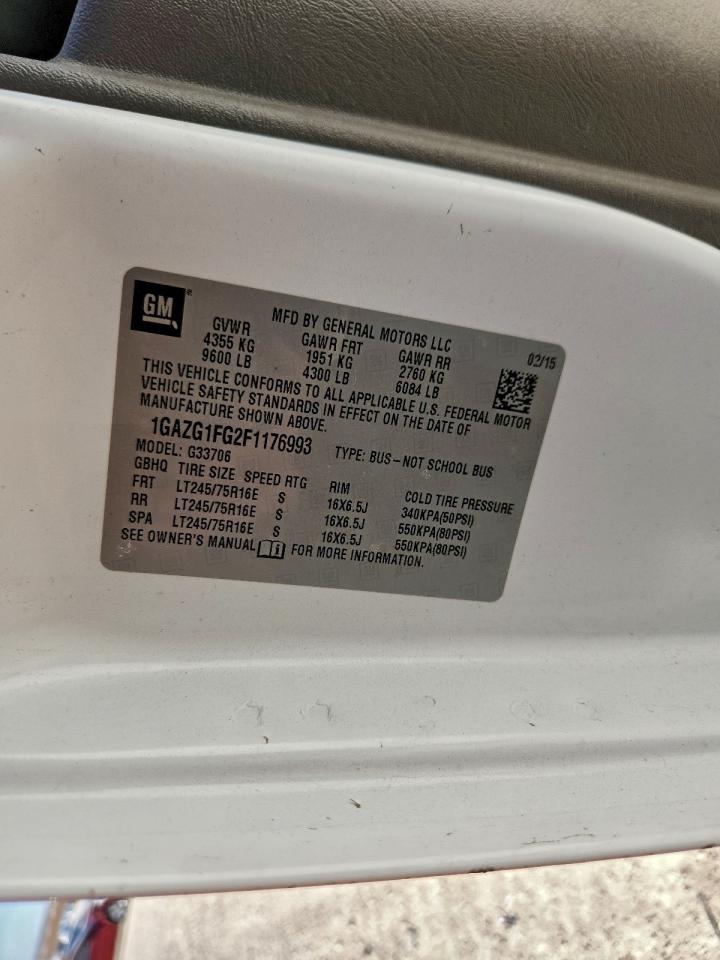 GM
MFD BY GENERAL MOTORS LLC 02/15
GVWR GAWR FRT GAWR RR
4355 KG 1951 KG 2760 KG
9600 LB 4300 LB 6084 LB
THIS VEHICLE CONFORMS TO ALL APPLICABLE U.S. FEDERAL MOTOR
VEHICLE SAFETY STANDARDS IN EFFECT ON THE DATE OF
MANUFACTURE SHOWN ABOVE.
1GAZG1FG2F1176993 TYPE: BUS-NOT SCHOOL BUS
MODEL: G33706
GBHQ TIRE SIZE SPEED RTG RIM COLD TIRE PRESSURE
FRT LT245/75R16E S 16X6.5J 340KPA(50PSI)
RR LT245/75R16E S 16X6.5J 550KPA(80PSI)
SPA LT245/75R16E S 16X6.5J 550KPA(80PSI)
SEE OWNER'S MANUAL FOR MORE INFORMATION.